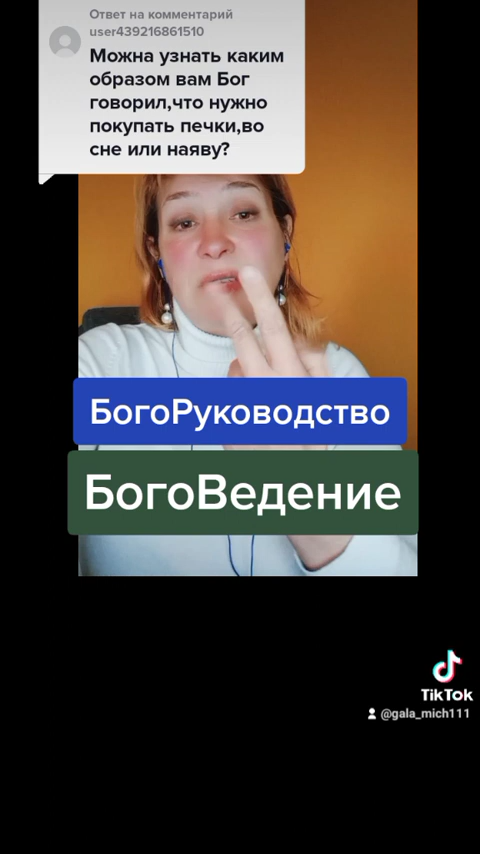 Ответ на комментарий
user439216861510
Можна узнать каким
образом вам Бог
говорил,что нужно
покупать печки,во
сне или наяву?
БогоРуководство
БогоВедение
TikTok
@gala_mich111